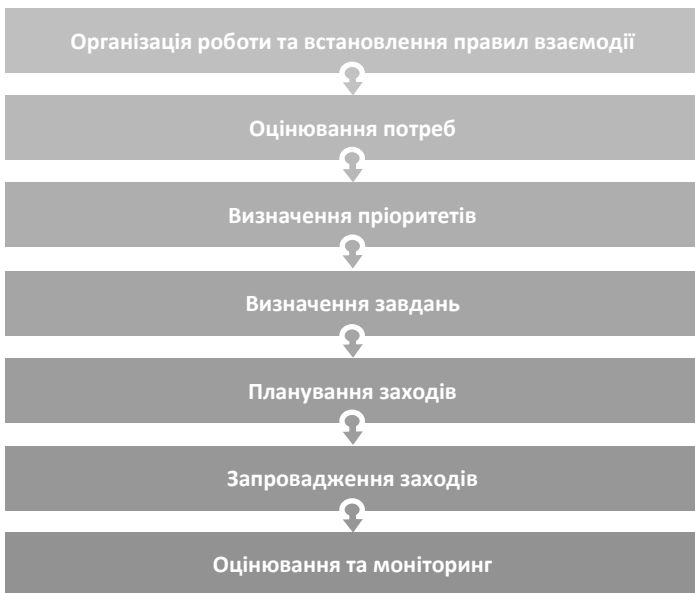 Організація роботи та встановлення правил взаємодії
Оцінювання потреб
Визначення пріоритетів
Визначення завдань
Планування заходів
Запровадження заходів
Оцінювання та моніторинг